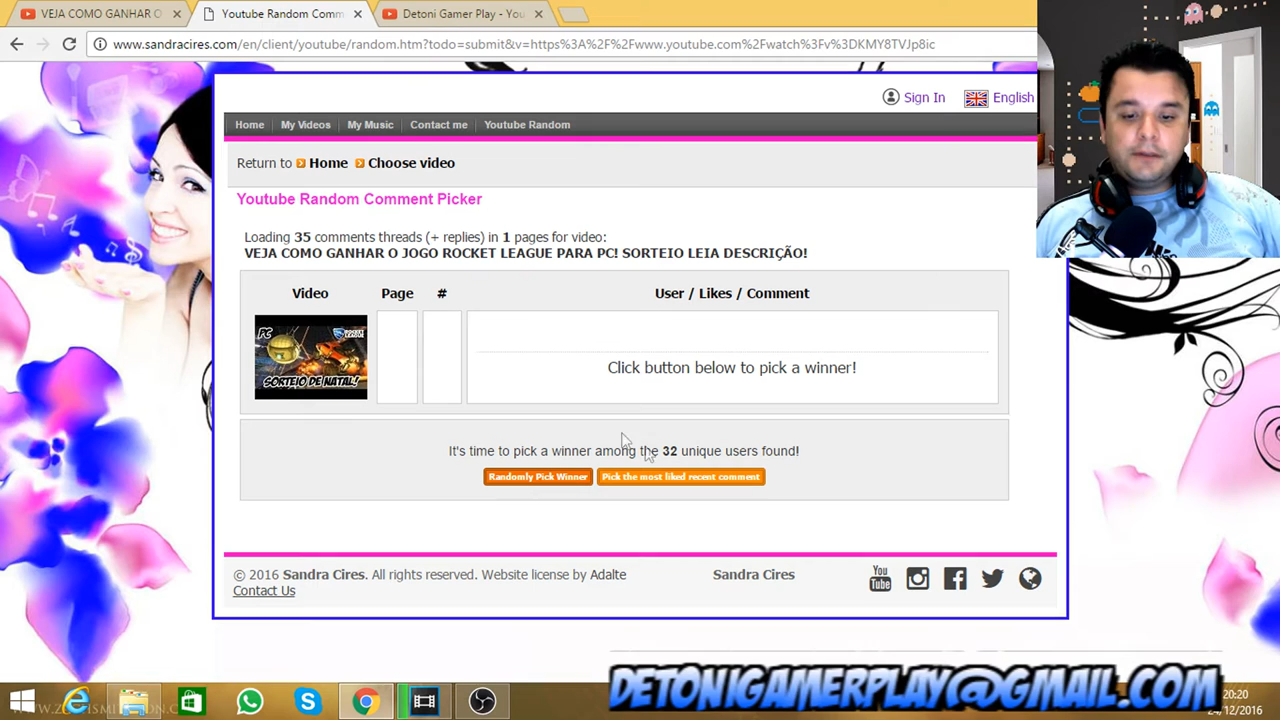 VEJA COMO GANHAR O
Youtube Random Comm
Detoni Gamer Play - You
www.sandracires.com/en/client/youtube/random.htm?todo=submit&v=https%3A%2F%2Fwww.youtube.com%2Fwatch%3Fv%3DKMY8TVJp8ic
Sign In English
Home My Videos My Music Contact me Youtube Random
Return to Home Choose video
Youtube Random Comment Picker
Loading 35 comments threads (+ replies) in 1 pages for video:
VEJA COMO GANHAR O JOGO ROCKET LEAGUE PARA PC! SORTEIO LEIA DESCRIÇÃO!
Video Page # User / Likes / Comment
PC ROCKET LEAGUE
SORTEIO DE NATAL!
Click button below to pick a winner!
It's time to pick a winner among the 32 unique users found!
Randomly Pick Winner Pick the most liked recent comment
© 2016 Sandra Cires. All rights reserved. Website license by Adalte
Sandra Cires
You Tube
Contact Us
DETONIGAMERPLAY@GMAIL.COM
20:20
24/12/2016